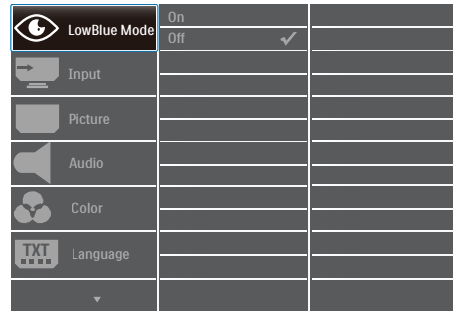 LowBlue Mode
On
Off
Input
Picture
Audio
Color
TXT
Language